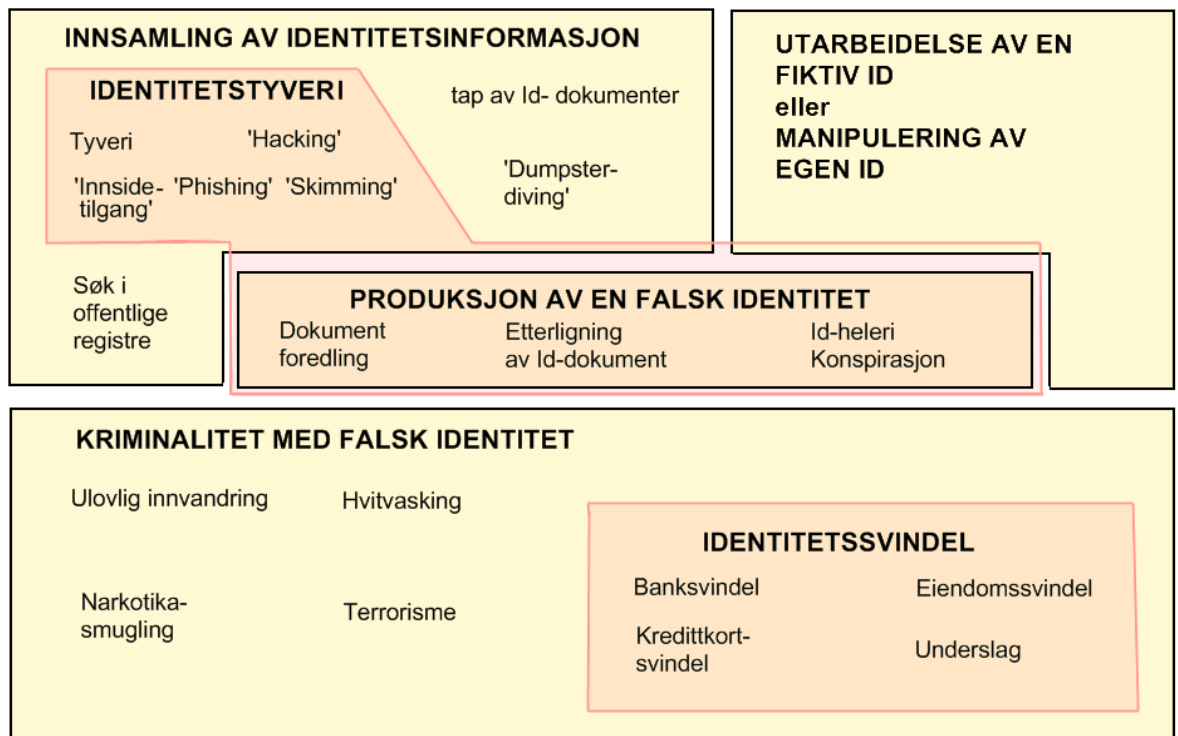 INNSAMLING AV IDENTITETSINFORMASJON
IDENTITETSTYVERI
Tyveri
'Hacking'
'Innside-
tilgang'
'Phishing'
'Skimming'
tap av Id- dokumenter
'Dumpster-
diving'
Søk i
offentlige
registre
UTARBEIDELSE AV EN
FIKTIV ID
eller
MANIPULERING AV
EGEN ID
PRODUKSJON AV EN FALSK IDENTITET
Dokument
foredling
Etterligning
av Id-dokument
Id-heleri
Konspirasjon
KRIMINALITET MED FALSK IDENTITET
Ulovlig innvandring
Hvitvasking
Narkotika-
smugling
Terrorisme
IDENTITETSSVINDEL
Banksvindel
Eiendomssvindel
Kredittkort-
svindel
Underslag